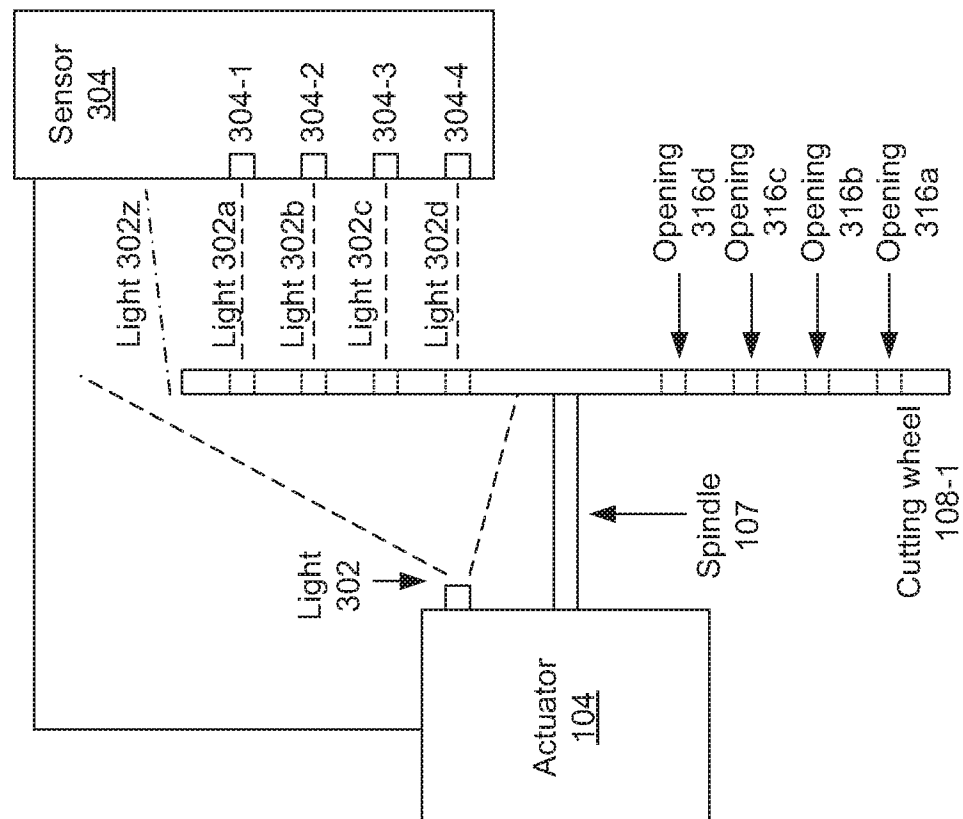 Sensor
304
304-1
304-2
304-3
304-4
Light 302z
Light 302a
Light 302b
Light 302c
Light 302d
Opening
316d
Opening
316c
Opening
316b
Opening
316a
Light
302
Spindle
107
Cutting wheel
108-1
Actuator
104